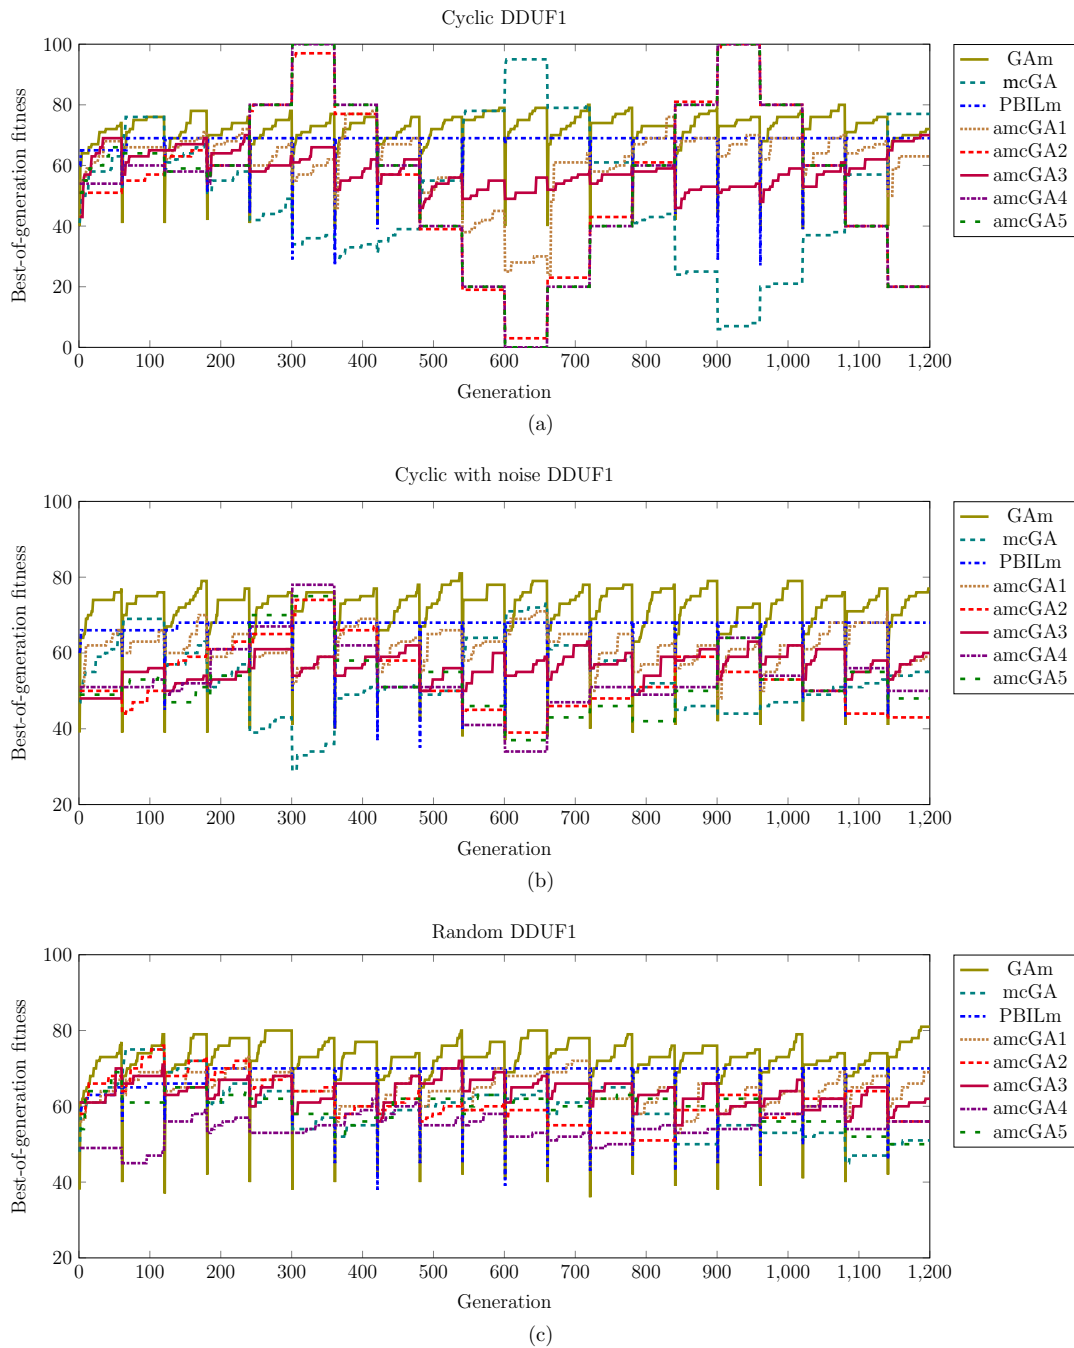 Cyclic DDUF1
Best-of-generation fitness
100
80
60
40
20
0
0 100 200 300 400 500 600 700 800 900 1,000 1,100 1,200
Generation
GAm
mcGA
PBILm
amcGA1
amcGA2
amcGA3
amcGA4
amcGA5
(a)
Cyclic with noise DDUF1
Best-of-generation fitness
100
80
60
40
20
0 100 200 300 400 500 600 700 800 900 1,000 1,100 1,200
Generation
GAm
mcGA
PBILm
amcGA1
amcGA2
amcGA3
amcGA4
amcGA5
(b)
Random DDUF1
Best-of-generation fitness
100
80
60
40
20
0 100 200 300 400 500 600 700 800 900 1,000 1,100 1,200
Generation
GAm
mcGA
PBILm
amcGA1
amcGA2
amcGA3
amcGA4
amcGA5
(c)